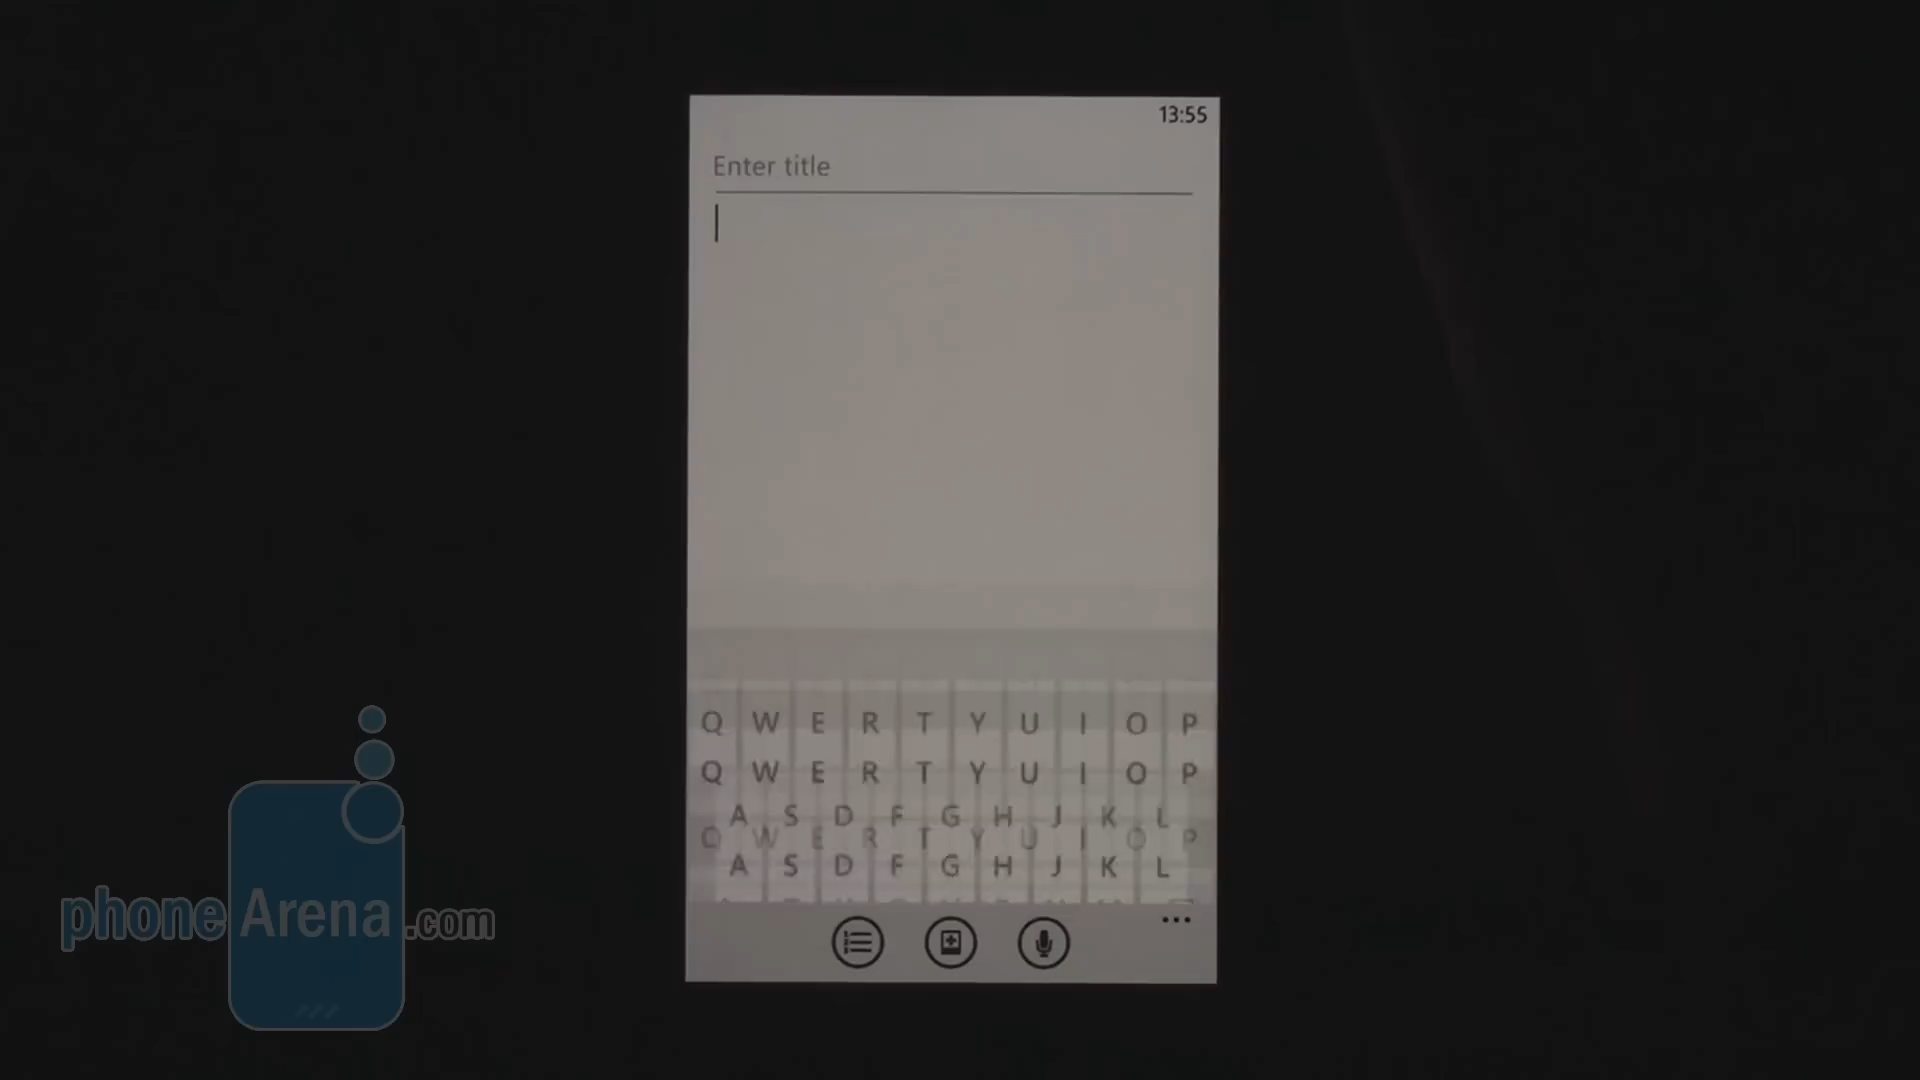 13:55
Enter title
Q W E R T Y U I O P
Q W E R T Y U I O P
A S D F G H J K L
Q W E R T Y U I O P
A S D F G H J K L
phoneArena.com